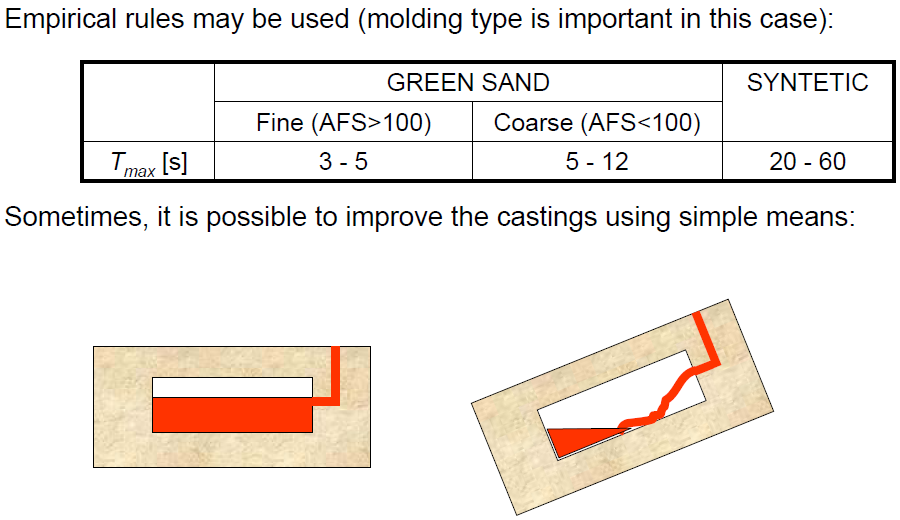 Empirical rules may be used (molding type is important in this case):
GREEN SAND SYNTETIC
Fine (AFS>100) Coarse (AFS<100)
Tmax [s] 3 - 5 5 - 12 20 - 60
Sometimes, it is possible to improve the castings using simple means: